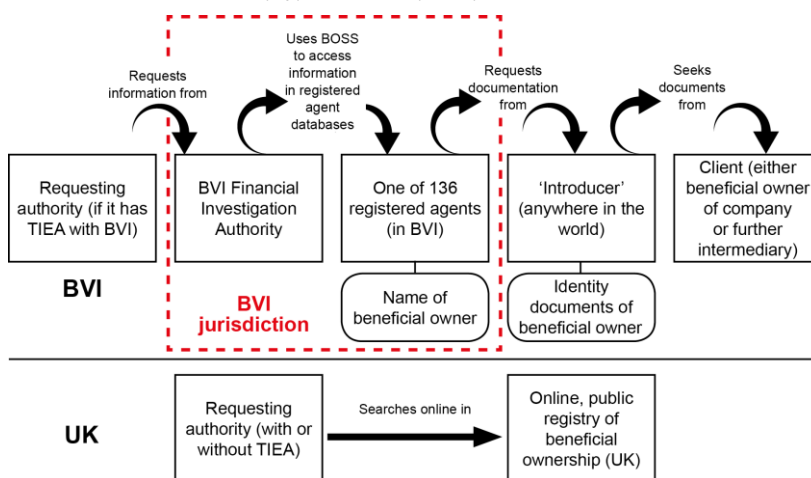 Requests
information from
Uses BOSS
to access
information
in registered
agent
databases
Requests
documentation
from
Seeks
documents
from
Requesting
authority (if it has
TIEA with BVI)
BVI Financial
Investigation
Authority
One of 136
registered agents
(in BVI)
‘Introducer’
(anywhere in the
world)
Client (either
beneficial owner
of company
or further
intermediary)
BVI
BVI
jurisdiction
Name of
beneficial owner
Identity
documents of
beneficial owner
UK
Requesting
authority (with or
without TIEA)
Searches online in
Online, public
registry of
beneficial
ownership (UK)